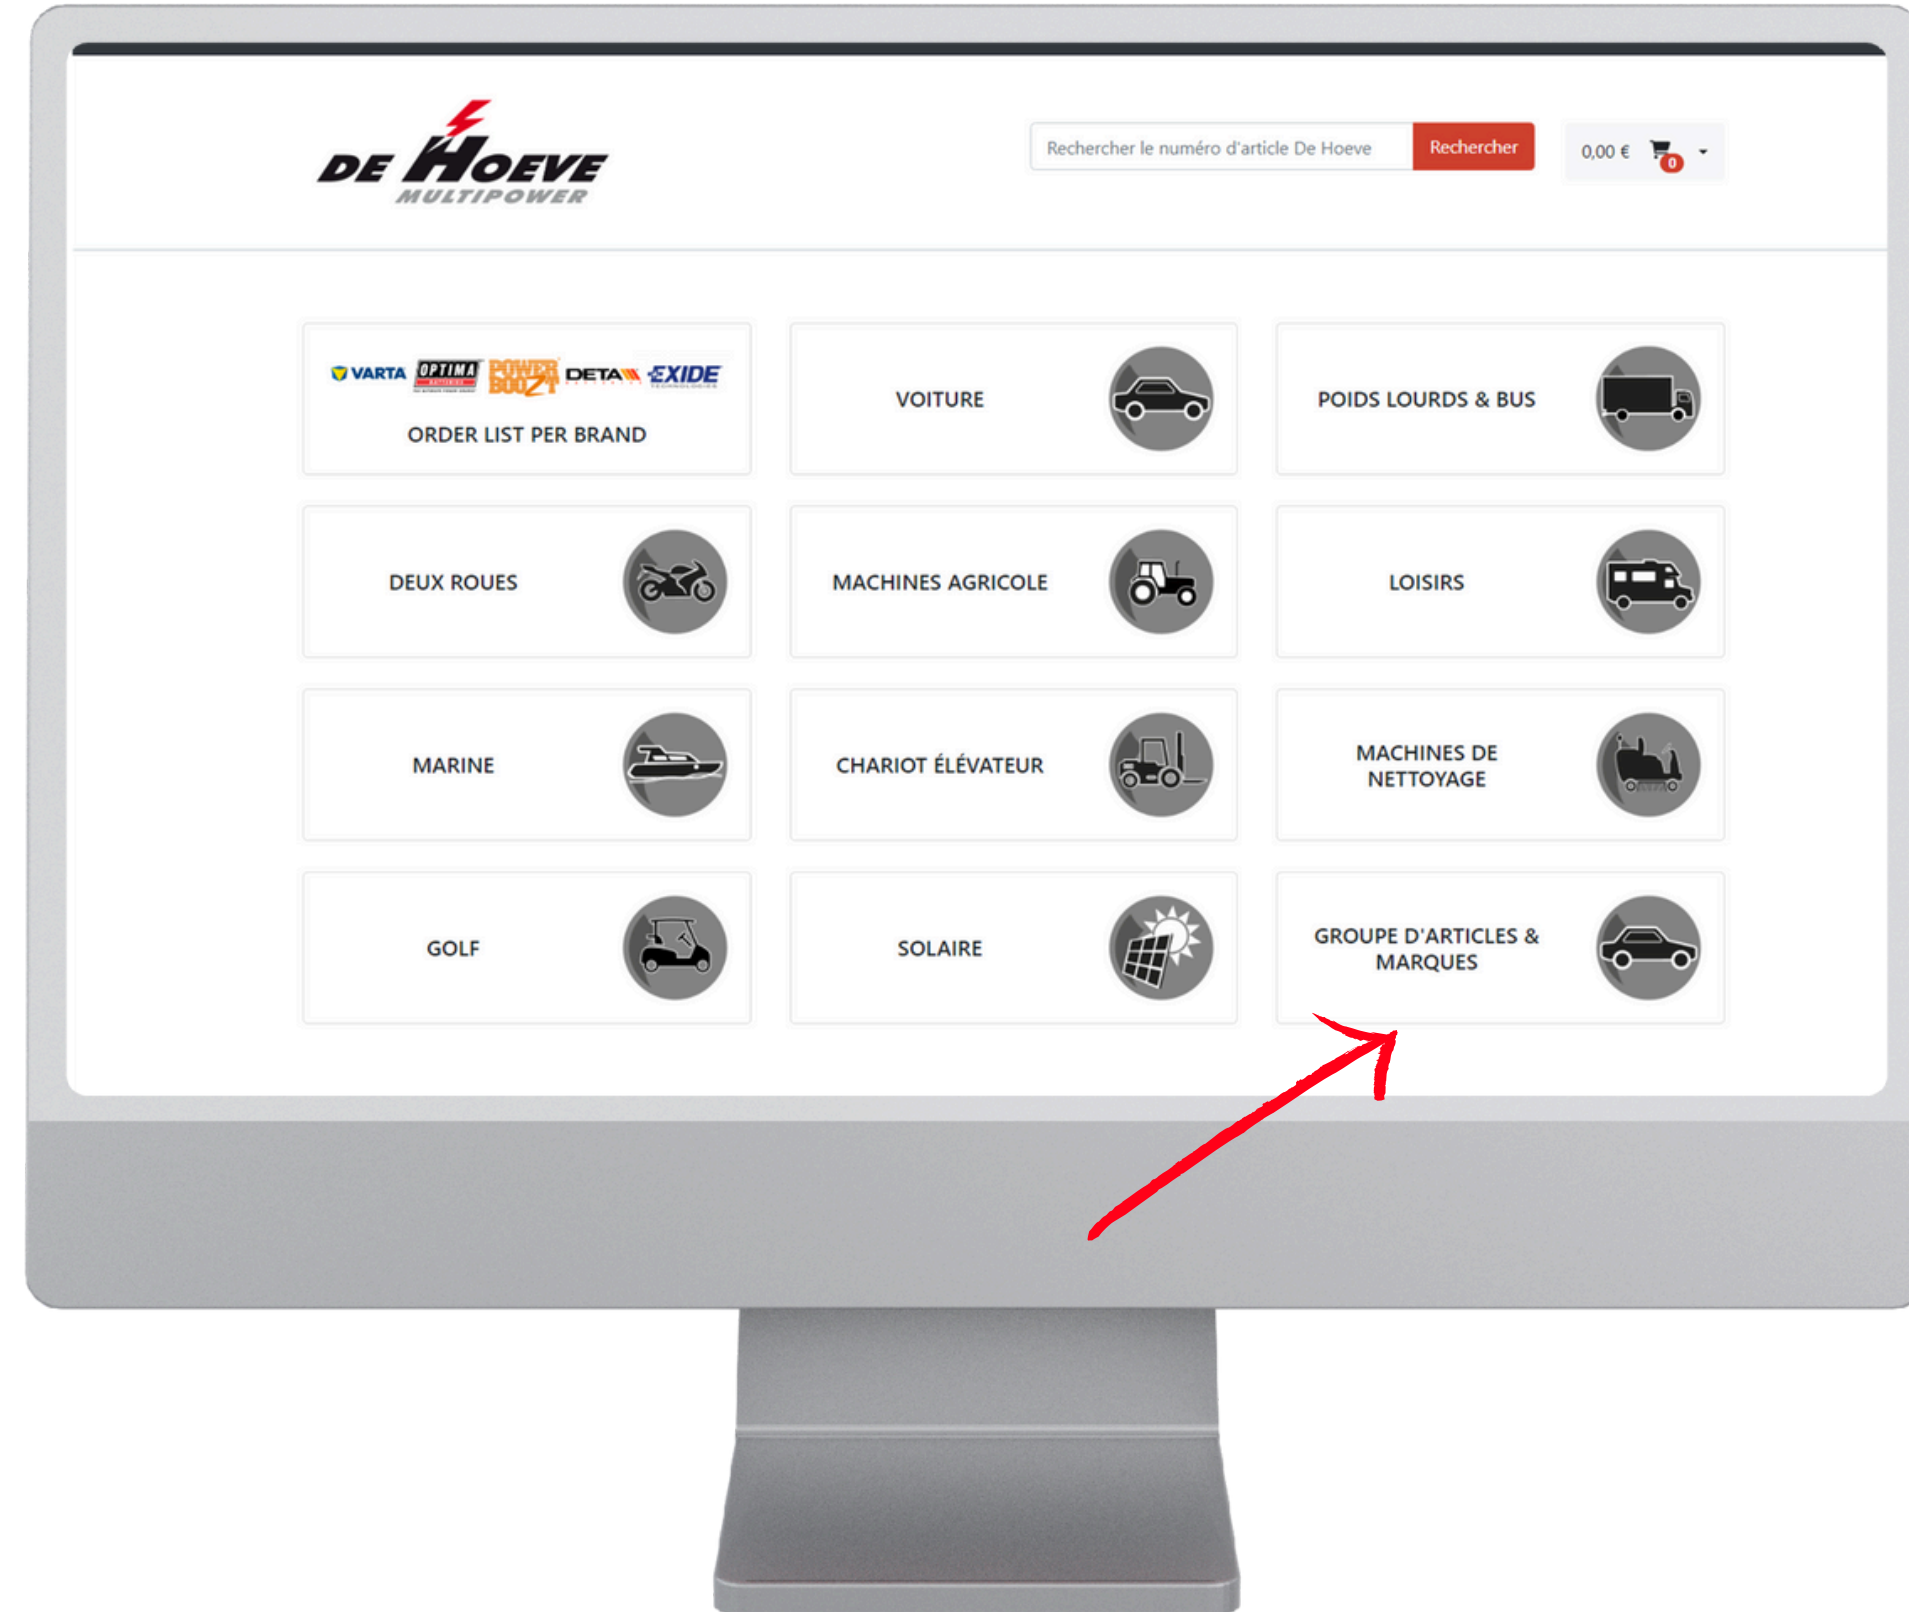 DE HOEVE
MULTIPOWER
Rechercher le numéro d'article De Hoeve
Rechercher
0,00 €
0
VARTA
OPTIMA
POWER
BOOZT
DETA
EXIDE
TECHNOLOGIES
ORDER LIST PER BRAND
VOITURE
POIDS LOURDS & BUS
DEUX ROUES
MACHINES AGRICOLE
LOISIRS
MARINE
CHARIOT ÉLÉVATEUR
MACHINES DE
NETTOYAGE
GOLF
SOLAIRE
GROUPE D'ARTICLES &
MARQUES